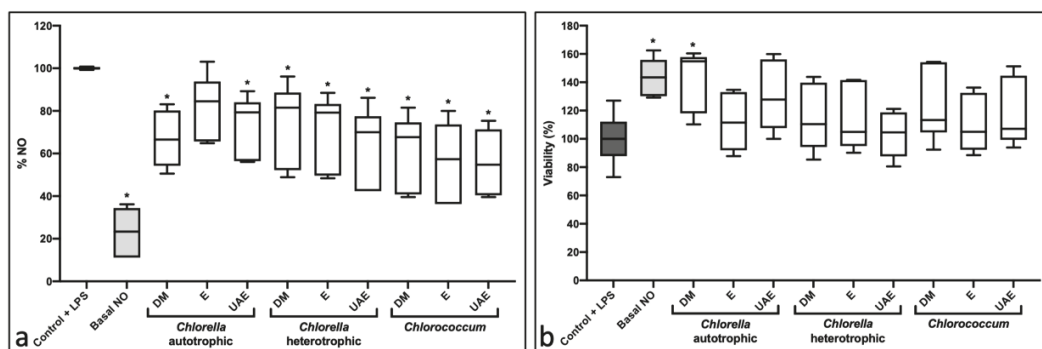 120
100
80
60
40
20
0
% NO
*
*
*
*
*
*
*
*
*
Control + LPS
Basal NO
DM
E
UAE
DM
E
UAE
DM
E
UAE
Chlorella
autotrophic
Chlorella
heterotrophic
Chlorococcum
a
180
160
140
120
100
80
60
40
20
0
Viability (%)
*
*
Control + LPS
Basal NO
DM
E
UAE
DM
E
UAE
DM
E
UAE
Chlorella
autotrophic
Chlorella
heterotrophic
Chlorococcum
b